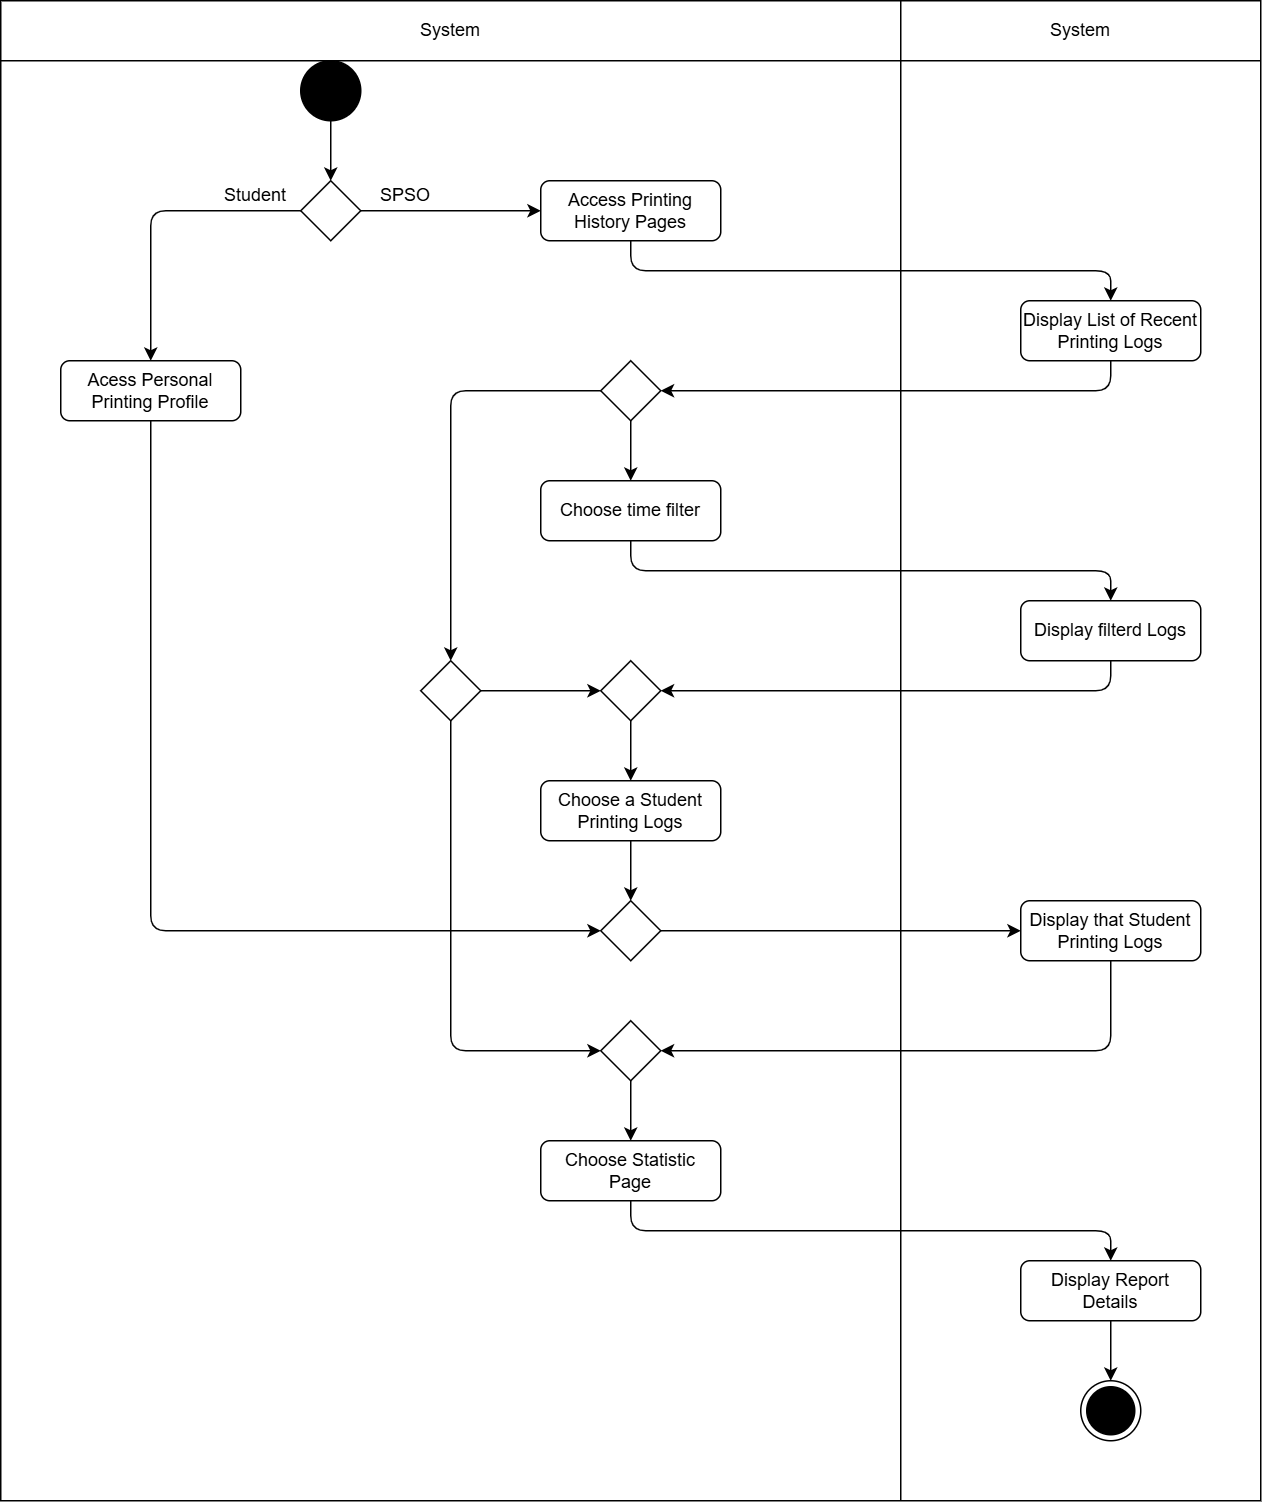 System
System
Student
SPSO
Access Printing
History Pages
Display List of Recent
Printing Logs
Acess Personal
Printing Profile
Choose time filter
Display filterd Logs
Choose a Student
Printing Logs
Display that Student
Printing Logs
Choose Statistic
Page
Display Report
Details